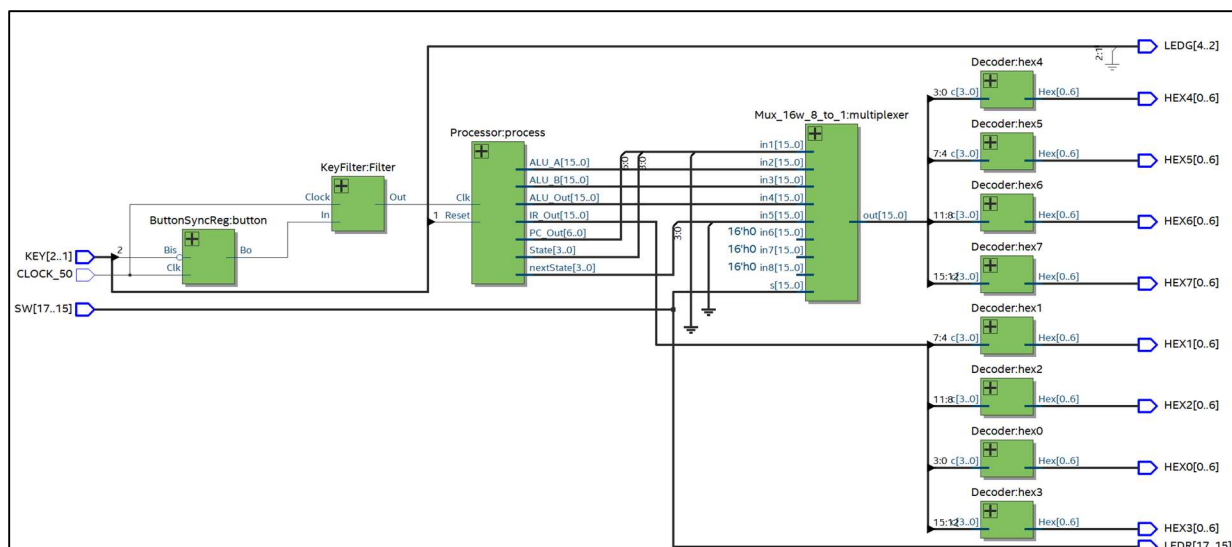 LEDG[4..2]
2:1
Decoder:hex4
3:0 c[3..0] Hex[0..6]
HEX4[0..6]
Mux_16w_8_to_1:multiplexer
in1[15..0]
in2[15..0]
in3[15..0]
in4[15..0]
in5[15..0]
16'h0 in6[15..0]
16'h0 in7[15..0]
16'h0 in8[15..0]
s[15..0]
out[15..0]
Decoder:hex5
7:4 c[3..0] Hex[0..6]
HEX5[0..6]
Processor:process
ALU_A[15..0]
ALU_B[15..0]
ALU_Out[15..0]
IR_Out[15..0]
PC_Out[6..0]
State[3..0]
nextState[3..0]
Clk
1 Reset
3:0
3:0
KeyFilter:Filter
Clock Out
In
ButtonSyncReg:button
Bis Bo
Clk
KEY[2..1]
2
CLOCK_50
SW[17..15]
Decoder:hex6
11:8 c[3..0] Hex[0..6]
HEX6[0..6]
Decoder:hex7
15:12 c[3..0] Hex[0..6]
HEX7[0..6]
Decoder:hex1
7:4 c[3..0] Hex[0..6]
HEX1[0..6]
Decoder:hex2
11:8 c[3..0] Hex[0..6]
HEX2[0..6]
Decoder:hex0
3:0 c[3..0] Hex[0..6]
HEX0[0..6]
Decoder:hex3
15:12 c[3..0] Hex[0..6]
HEX3[0..6]
LEDR[17..15]